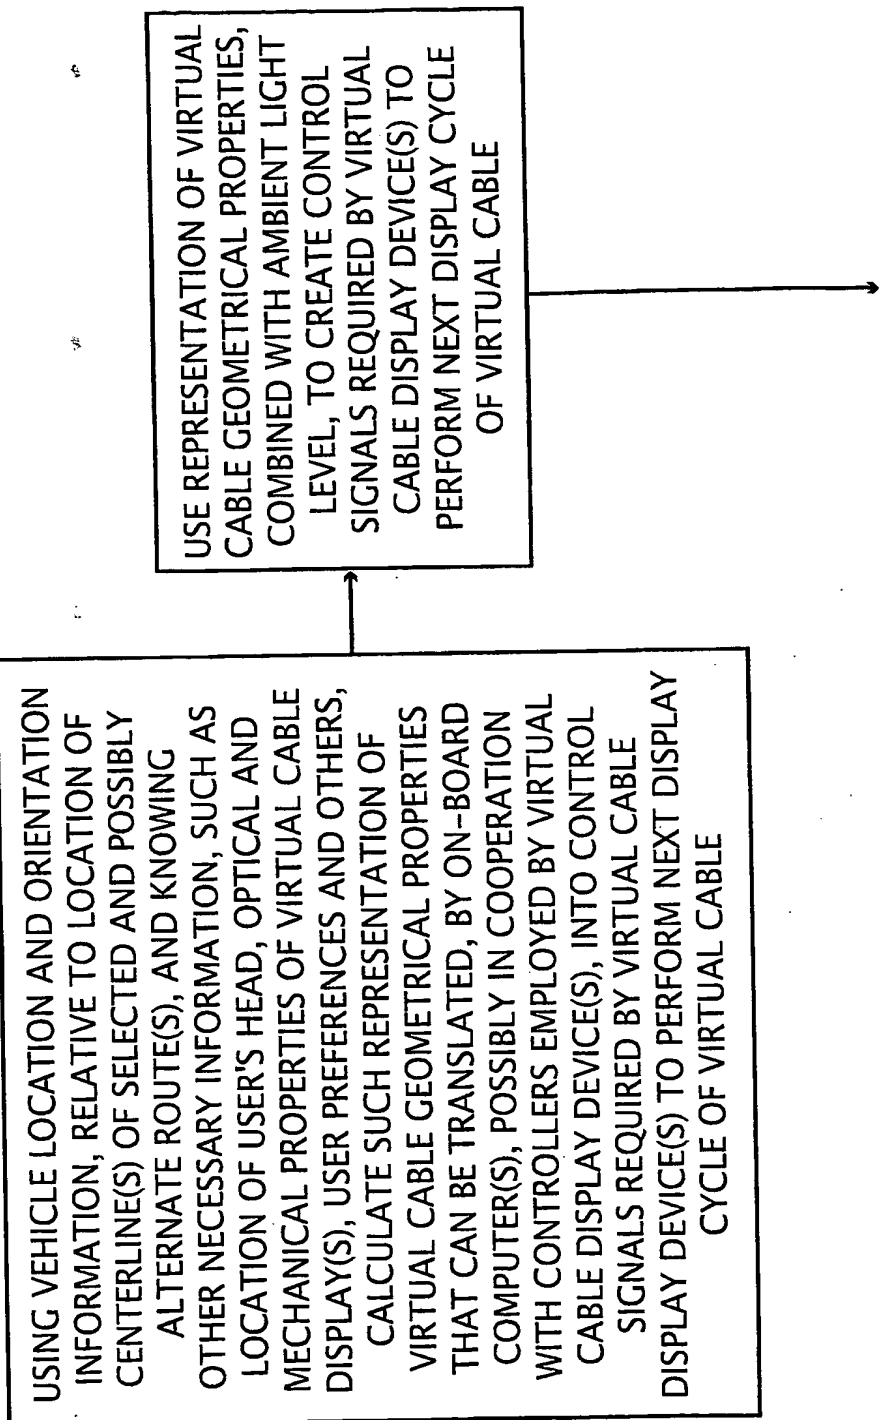 USING VEHICLE LOCATION AND ORIENTATION
INFORMATION, RELATIVE TO LOCATION OF
CENTERLINE(S) OF SELECTED AND POSSIBLY
ALTERNATE ROUTE(S), AND KNOWING
OTHER NECESSARY INFORMATION, SUCH AS
LOCATION OF USER'S HEAD, OPTICAL AND
MECHANICAL PROPERTIES OF VIRTUAL CABLE
DISPLAY(S), USER PREFERENCES AND OTHERS,
CALCULATE SUCH REPRESENTATION OF
VIRTUAL CABLE GEOMETRICAL PROPERTIES
THAT CAN BE TRANSLATED, BY ON-BOARD
COMPUTER(S), POSSIBLY IN COOPERATION
WITH CONTROLLERS EMPLOYED BY VIRTUAL
CABLE DISPLAY DEVICE(S), INTO CONTROL
SIGNALS REQUIRED BY VIRTUAL CABLE
DISPLAY DEVICE(S) TO PERFORM NEXT DISPLAY
CYCLE OF VIRTUAL CABLE
USE REPRESENTATION OF VIRTUAL
CABLE GEOMETRICAL PROPERTIES,
COMBINED WITH AMBIENT LIGHT
LEVEL, TO CREATE CONTROL
SIGNALS REQUIRED BY VIRTUAL
CABLE DISPLAY DEVICE(S) TO
PERFORM NEXT DISPLAY CYCLE
OF VIRTUAL CABLE